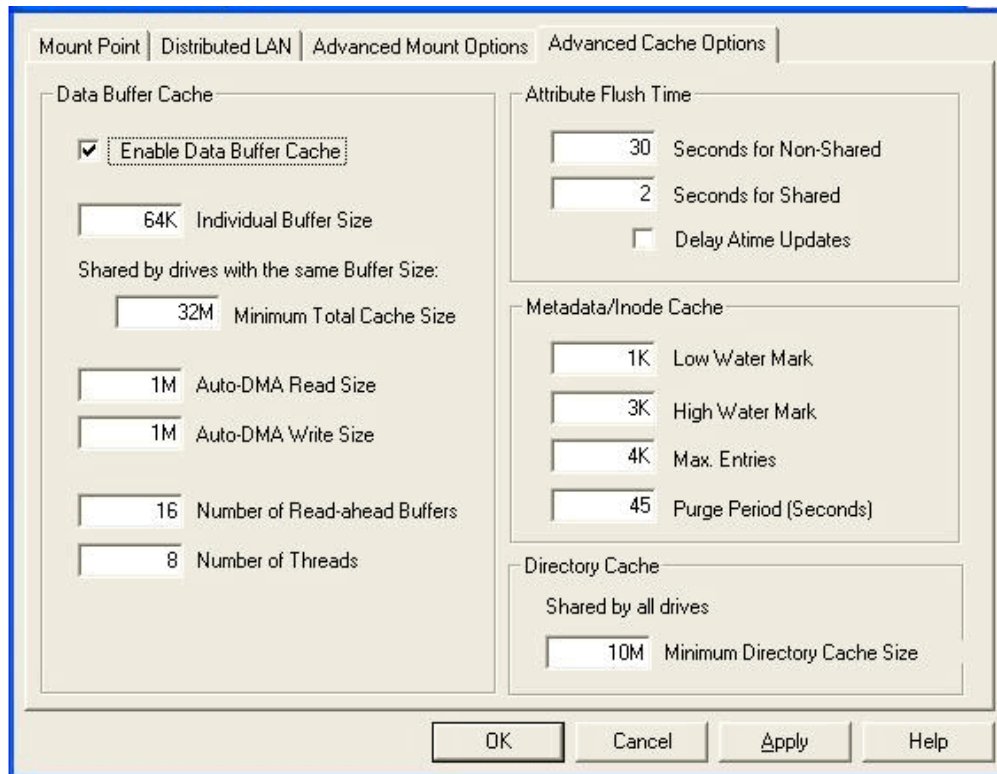 Mount Point Distributed LAN Advanced Mount Options Advanced Cache Options
Data Buffer Cache
Enable Data Buffer Cache
64K Individual Buffer Size
Shared by drives with the same Buffer Size:
32M Minimum Total Cache Size
1M Auto-DMA Read Size
1M Auto-DMA Write Size
16 Number of Read-ahead Buffers
8 Number of Threads
Attribute Flush Time
30 Seconds for Non-Shared
2 Seconds for Shared
Delay Atime Updates
Metadata/Inode Cache
1K Low Water Mark
3K High Water Mark
4K Max. Entries
45 Purge Period (Seconds)
Directory Cache
Shared by all drives
10M Minimum Directory Cache Size
OK Cancel Apply Help